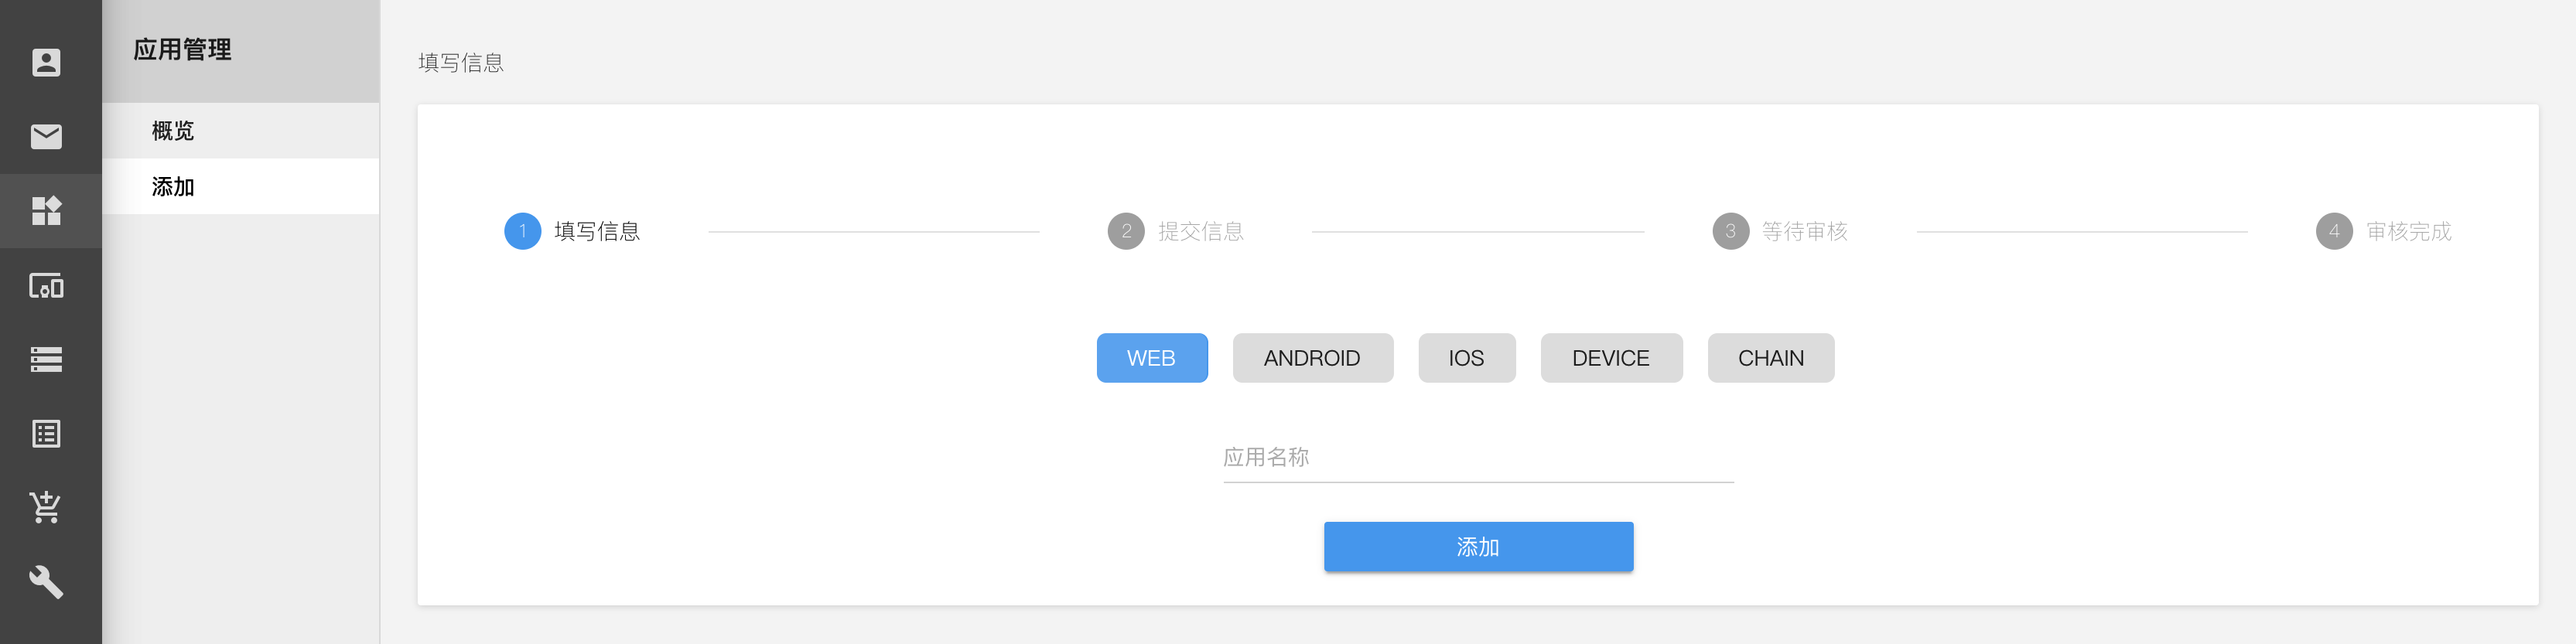 应用管理
概览
添加
填写信息
1 填写信息 2 提交信息 3 等待审核 4 审核完成
WEB ANDROID IOS DEVICE CHAIN
应用名称
添加